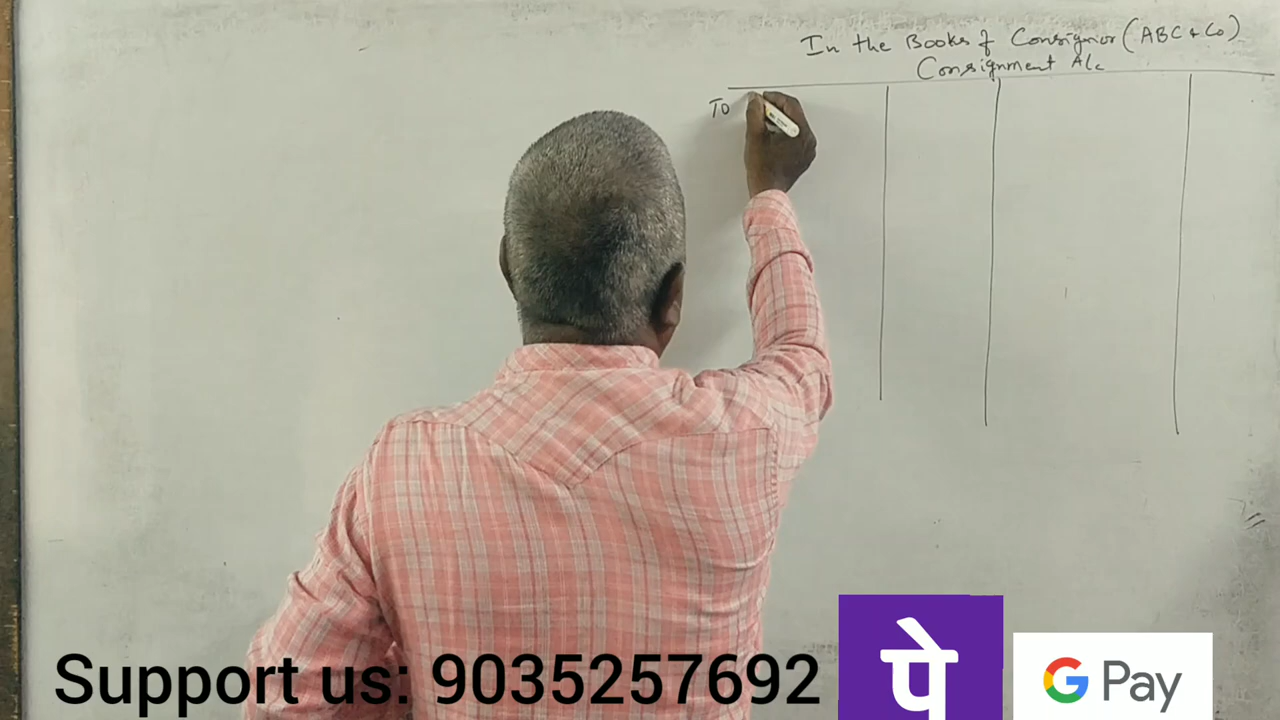 In the Books of Consignor (ABC & Co)
Consignment A/c
To
Support us: 9035257692
पे
G Pay